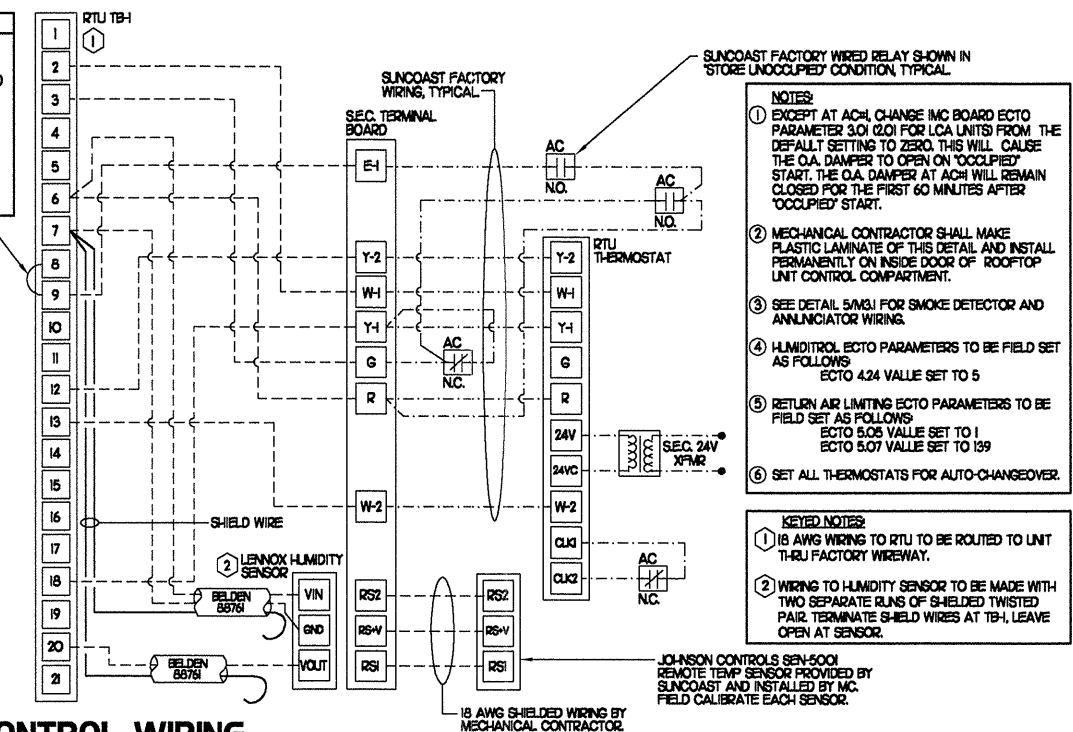 RTU TB-1
1
1
2
3
4
5
6
7
8
9
10
11
12
13
14
15
16
17
18
19
20
21
SHIELD WIRE
2 LENNOX HUMIDITY
SENSOR
BELDEN
88761
BELDEN
88761
VIN
GND
VOUT
SUNCOAST FACTORY
WIRING, TYPICAL
S.E.C. TERMINAL
BOARD
E-1
Y-2
W-1
Y-1
G
R
W-2
RS2
RS+V
RS1
AC
N.O.
AC
N.O.
AC
N.C.
RTU
THERMOSTAT
Y-2
W-1
Y-1
G
R
24V
24VC
W-2
CLK1
CLK2
S.E.C. 24V
XFMR
AC
N.C.
RS2
RS+V
RS1
SUNCOAST FACTORY WIRED RELAY SHOWN IN
"STORE UNOCCUPIED" CONDITION, TYPICAL
18 AWG SHIELDED WIRING BY
MECHANICAL CONTRACTOR.
JOHNSON CONTROLS SEN-5001
REMOTE TEMP SENSOR PROVIDED BY
SUNCOAST AND INSTALLED BY MC.
FIELD CALIBRATE EACH SENSOR.
NOTES:
1 EXCEPT AT AC#1, CHANGE IMC BOARD ECTO
PARAMETER 3.01 (2.01 FOR LCA UNITS) FROM THE
DEFAULT SETTING TO ZERO. THIS WILL CAUSE
THE O.A. DAMPER TO OPEN ON "OCCUPIED"
START. THE O.A. DAMPER AT AC#1 WILL REMAIN
CLOSED FOR THE FIRST 60 MINUTES AFTER
"OCCUPIED" START.
2 MECHANICAL CONTRACTOR SHALL MAKE
PLASTIC LAMINATE OF THIS DETAIL AND INSTALL
PERMANENTLY ON INSIDE DOOR OF ROOFTOP
UNIT CONTROL COMPARTMENT.
3 SEE DETAIL 5/M3.1 FOR SMOKE DETECTOR AND
ANNUNCIATOR WIRING.
4 HUMIDITROL ECTO PARAMETERS TO BE FIELD SET
AS FOLLOWS:
ECTO 4.24 VALUE SET TO 5
5 RETURN AIR LIMITING ECTO PARAMETERS TO BE
FIELD SET AS FOLLOWS:
ECTO 5.05 VALUE SET TO 1
ECTO 5.07 VALUE SET TO 139
6 SET ALL THERMOSTATS FOR AUTO-CHANGEOVER.
KEYED NOTES:
1 18 AWG WIRING TO RTU TO BE ROUTED TO UNIT
THRU FACTORY WIREWAY.
2 WIRING TO HUMIDITY SENSOR TO BE MADE WITH
TWO SEPARATE RUNS OF SHIELDED TWISTED
PAIR. TERMINATE SHIELD WIRES AT TB-1, LEAVE
OPEN AT SENSOR.
CONTROL WIRING